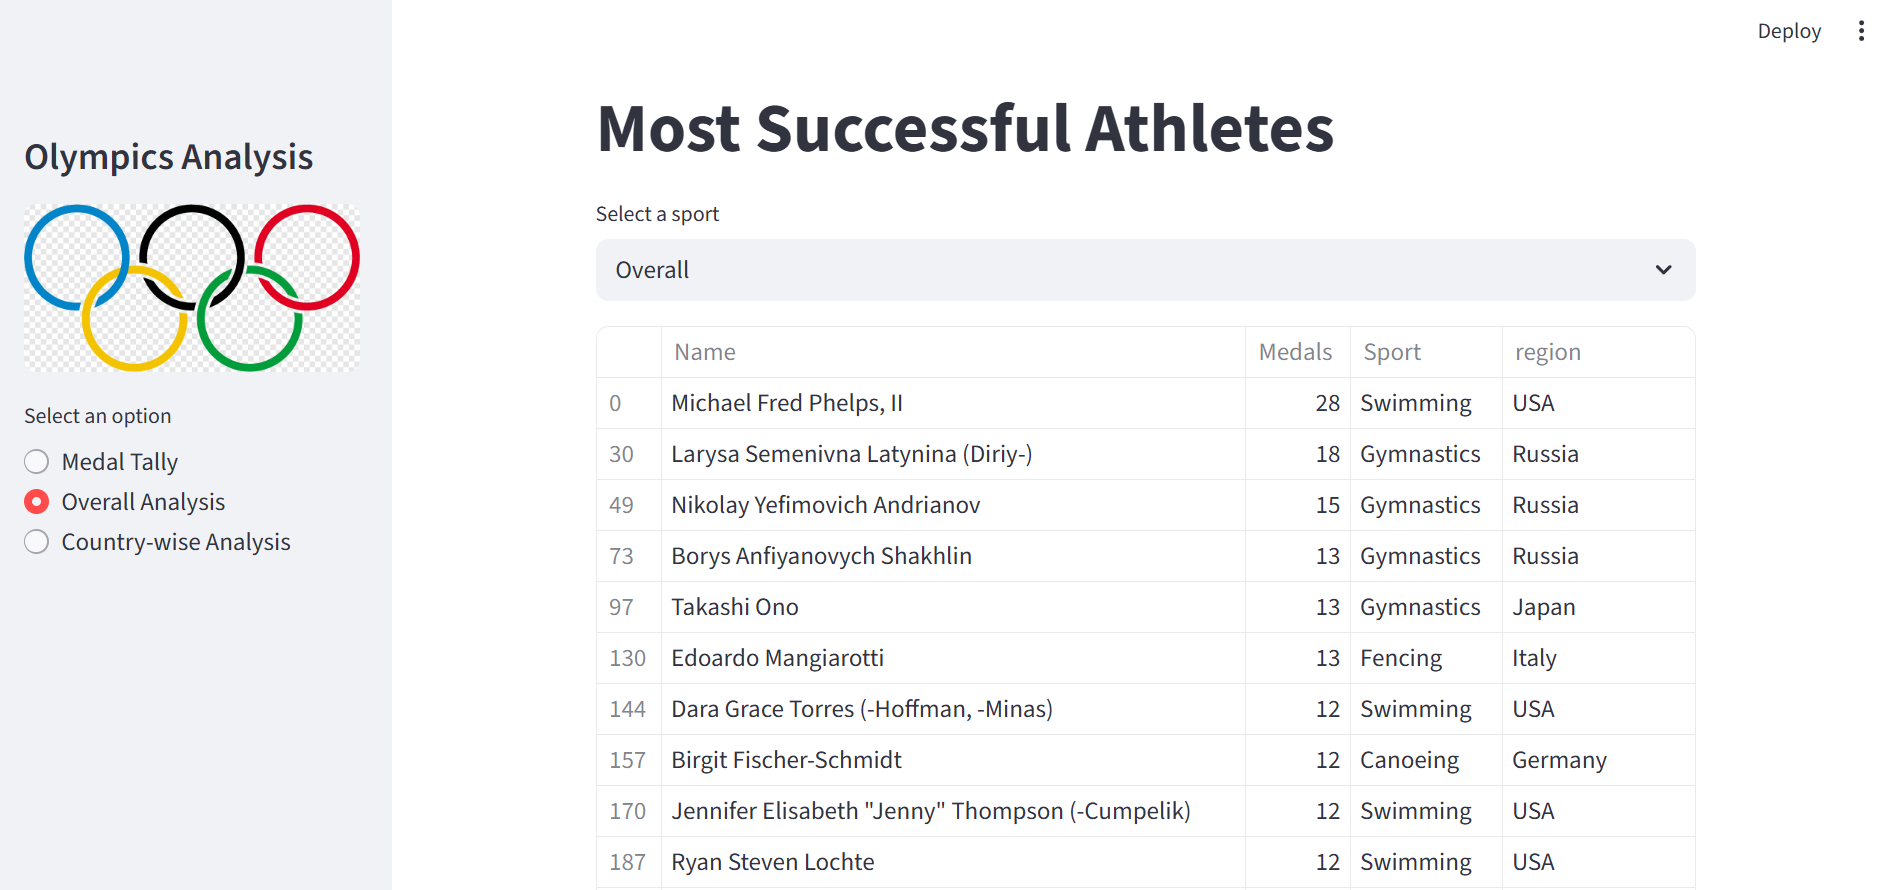 Deploy
Olympics Analysis
Select an option
Medal Tally
Overall Analysis
Country-wise Analysis
Most Successful Athletes
Select a sport
Overall
Name Medals Sport region
0 Michael Fred Phelps, II 28 Swimming USA
30 Larysa Semenivna Latynina (Diriy-) 18 Gymnastics Russia
49 Nikolay Yefimovich Andrianov 15 Gymnastics Russia
73 Borys Anfiyanovych Shakhlin 13 Gymnastics Russia
97 Takashi Ono 13 Gymnastics Japan
130 Edoardo Mangiarotti 13 Fencing Italy
144 Dara Grace Torres (-Hoffman, -Minas) 12 Swimming USA
157 Birgit Fischer-Schmidt 12 Canoeing Germany
170 Jennifer Elisabeth "Jenny" Thompson (-Cumpelik) 12 Swimming USA
187 Ryan Steven Lochte 12 Swimming USA